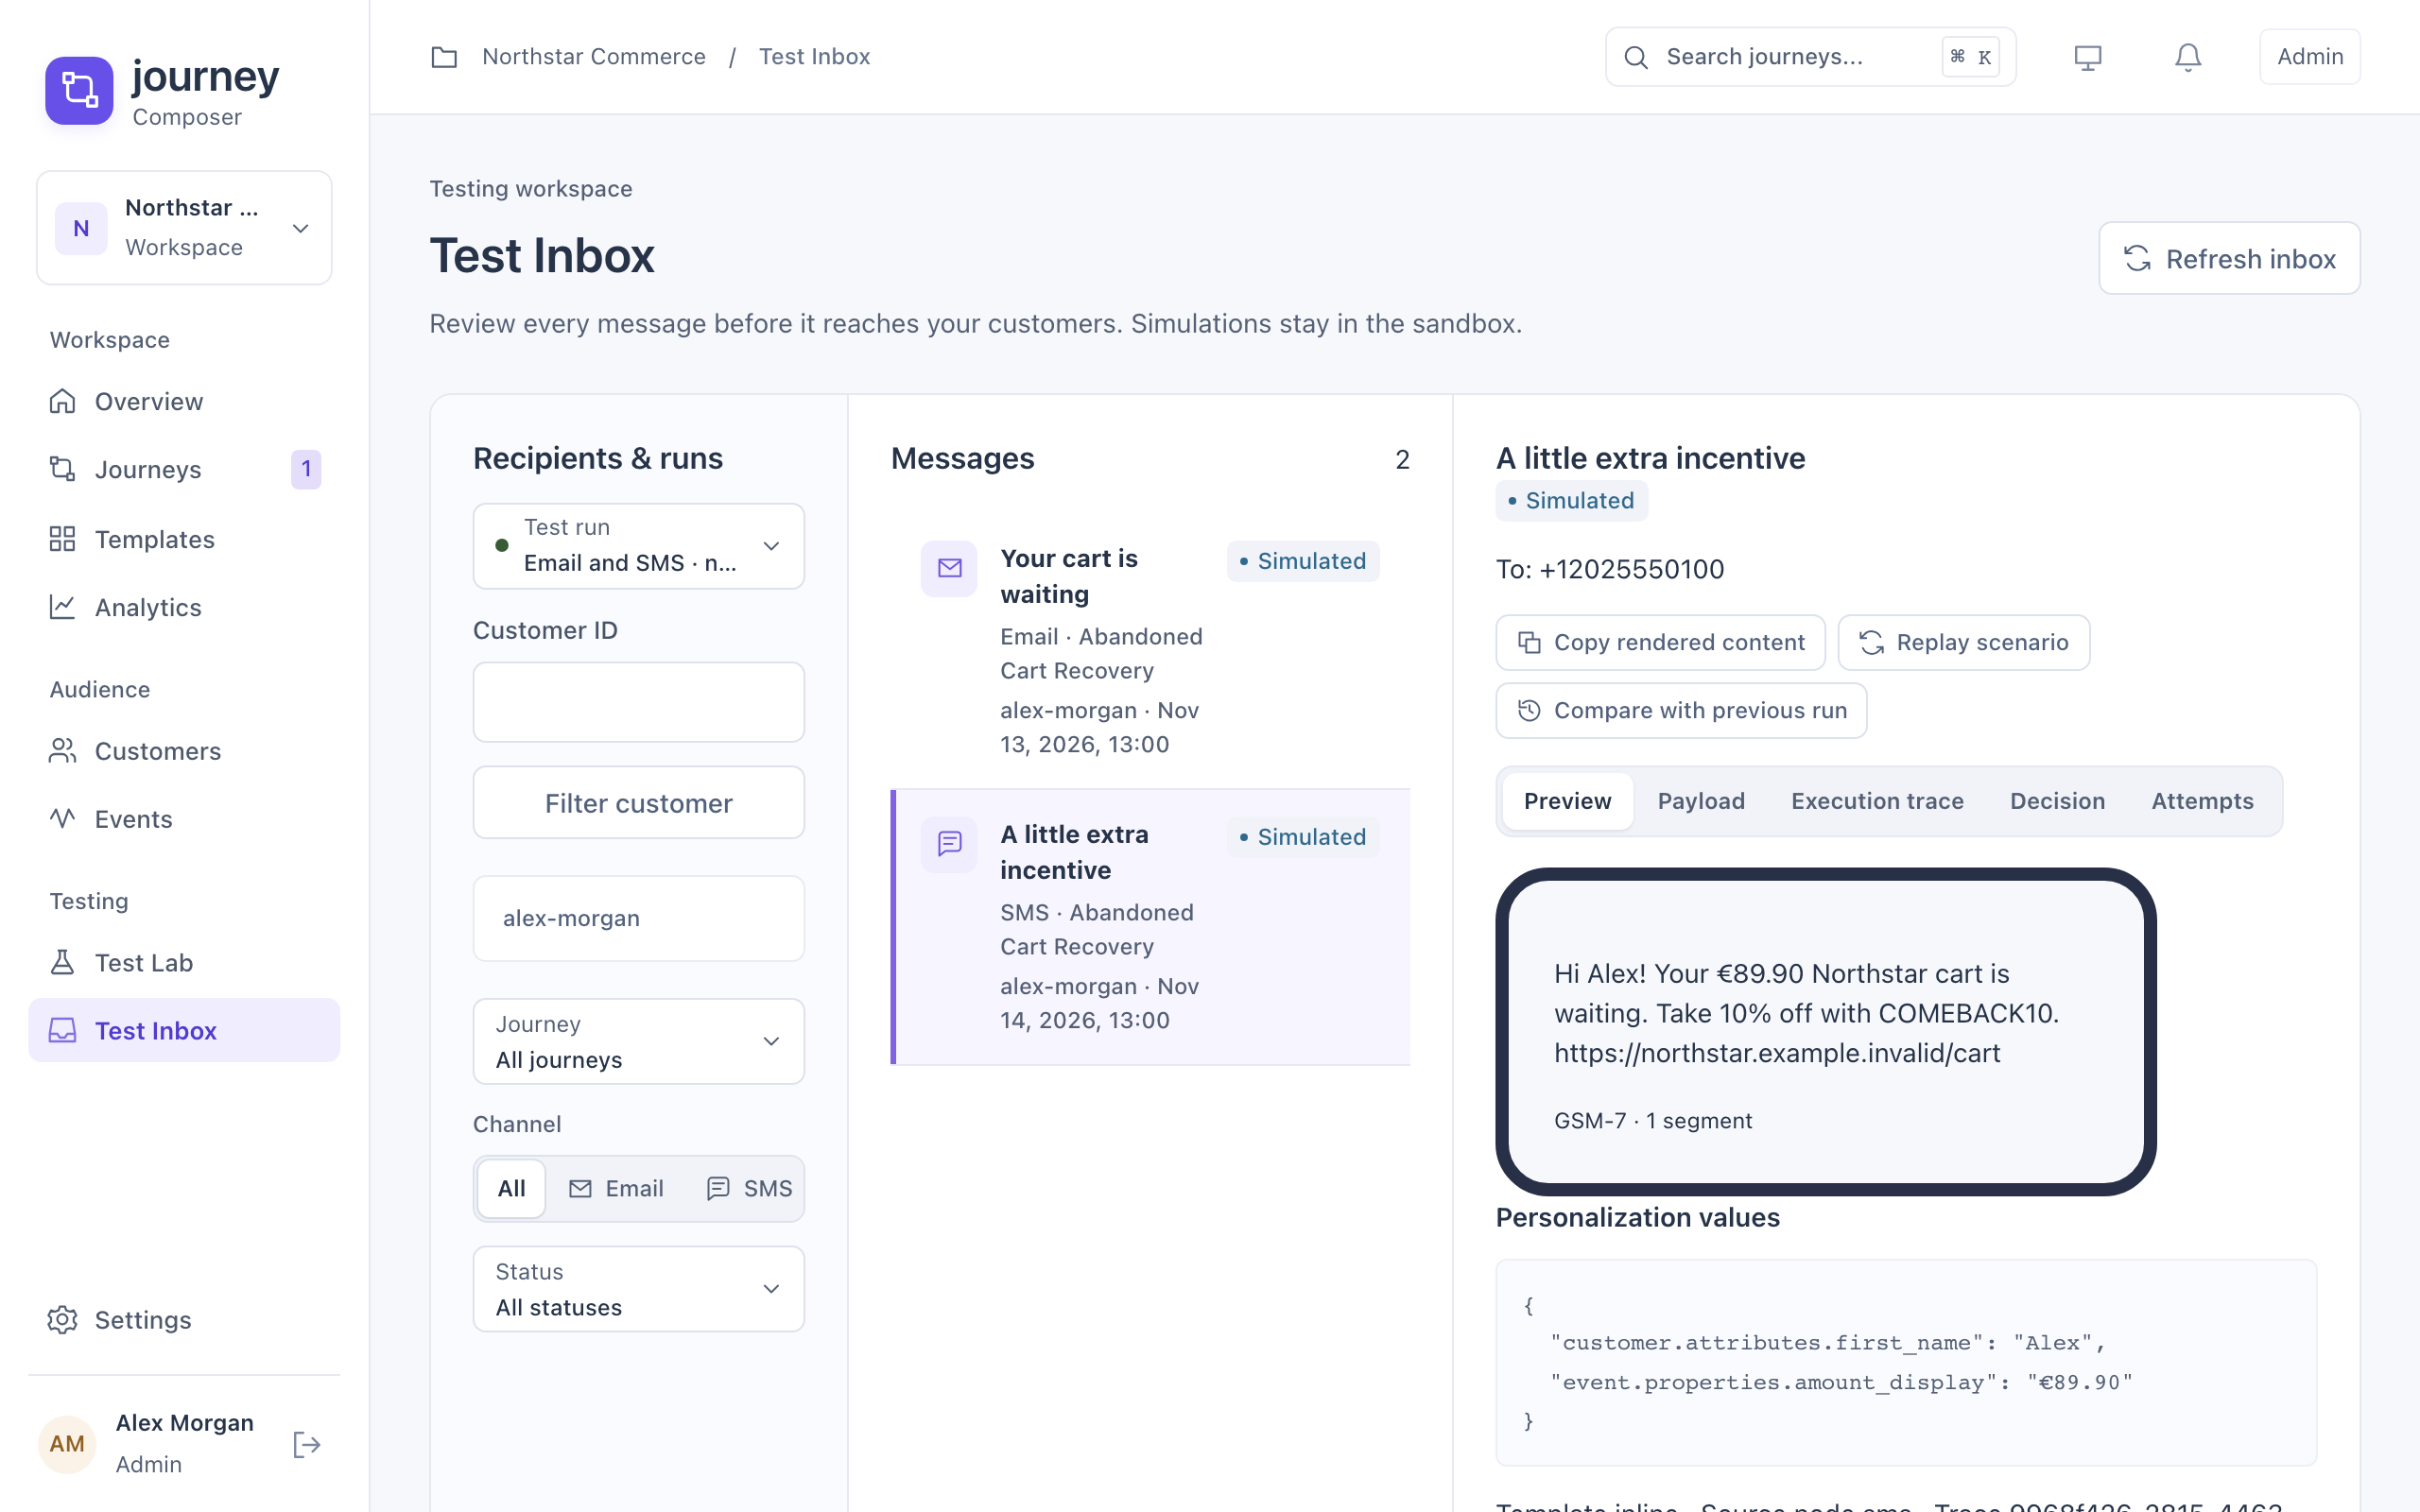 journey
Composer
N
Northstar ...
Workspace
Workspace
Overview
Journeys
1
Templates
Analytics
Audience
Customers
Events
Testing
Test Lab
Test Inbox
Settings
AM
Alex Morgan
Admin
Northstar Commerce / Test Inbox
Search journeys...
⌘ K
Admin
Testing workspace
Test Inbox
Review every message before it reaches your customers. Simulations stay in the sandbox.
Refresh inbox
Recipients & runs
Test run
Email and SMS · n...
Customer ID
Filter customer
alex-morgan
Journey
All journeys
Channel
All
Email
SMS
Status
All statuses
Messages
2
Your cart is
waiting
Simulated
Email · Abandoned
Cart Recovery
alex-morgan · Nov
13, 2026, 13:00
A little extra
incentive
Simulated
SMS · Abandoned
Cart Recovery
alex-morgan · Nov
14, 2026, 13:00
A little extra incentive
Simulated
To: +12025550100
Copy rendered content
Replay scenario
Compare with previous run
Preview
Payload
Execution trace
Decision
Attempts
Hi Alex! Your €89.90 Northstar cart is
waiting. Take 10% off with COMEBACK10.
https://northstar.example.invalid/cart
GSM-7 · 1 segment
Personalization values
{
"customer.attributes.first_name": "Alex",
"event.properties.amount_display": "€89.90"
}